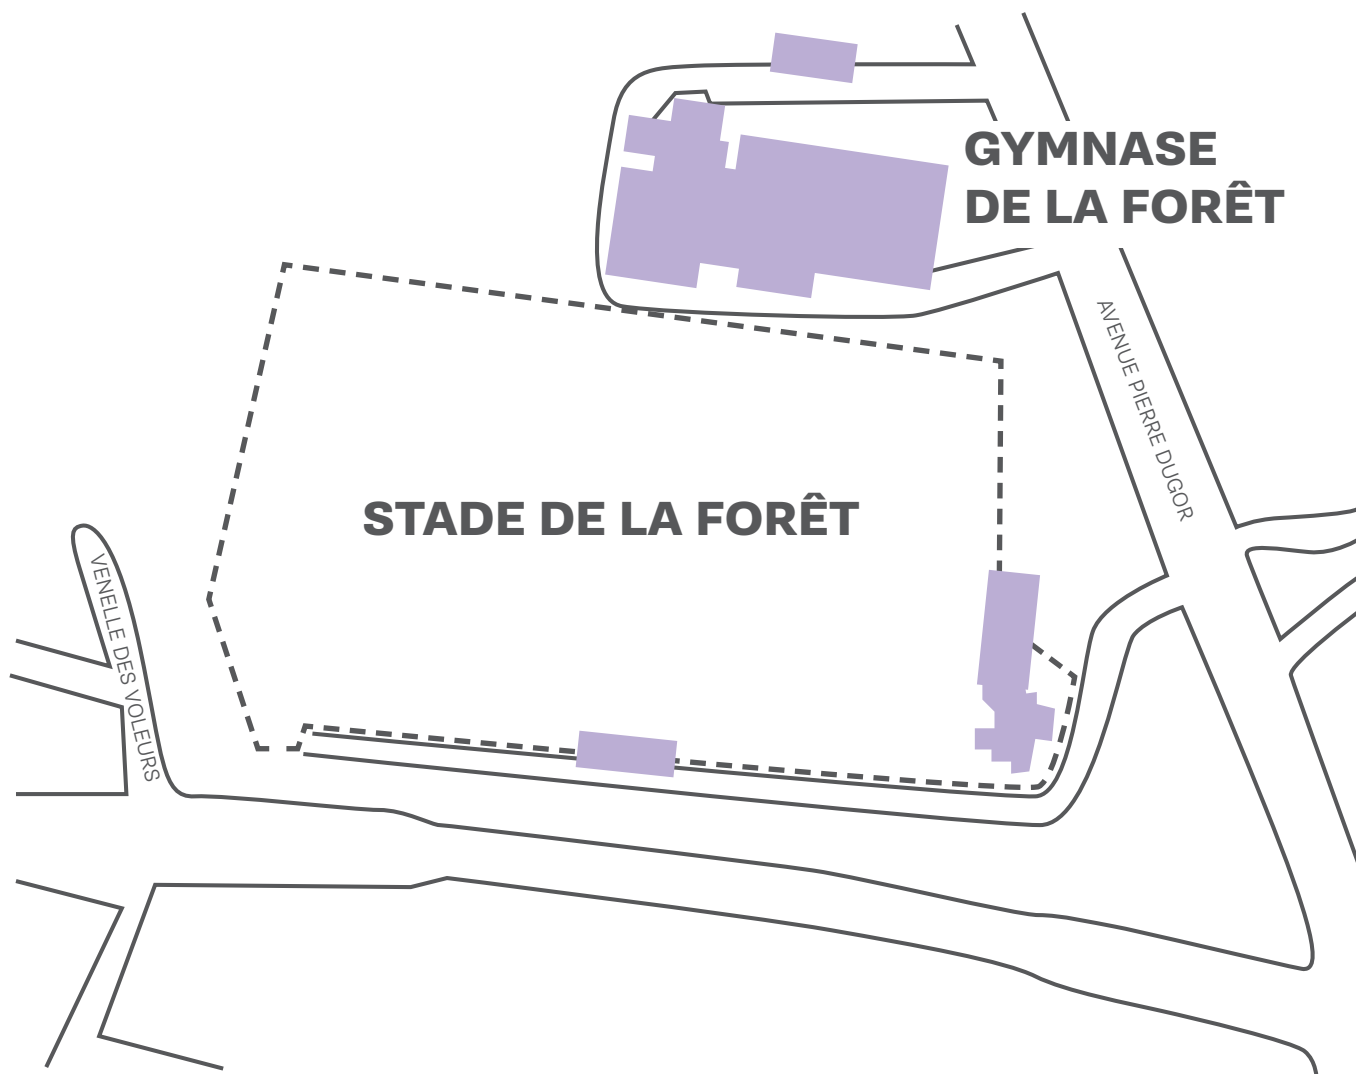 GYMNASE
DE LA FORÊT
AVENUE PIERRE DUGOR
STADE DE LA FORÊT
VENELLE DES VOLEURS